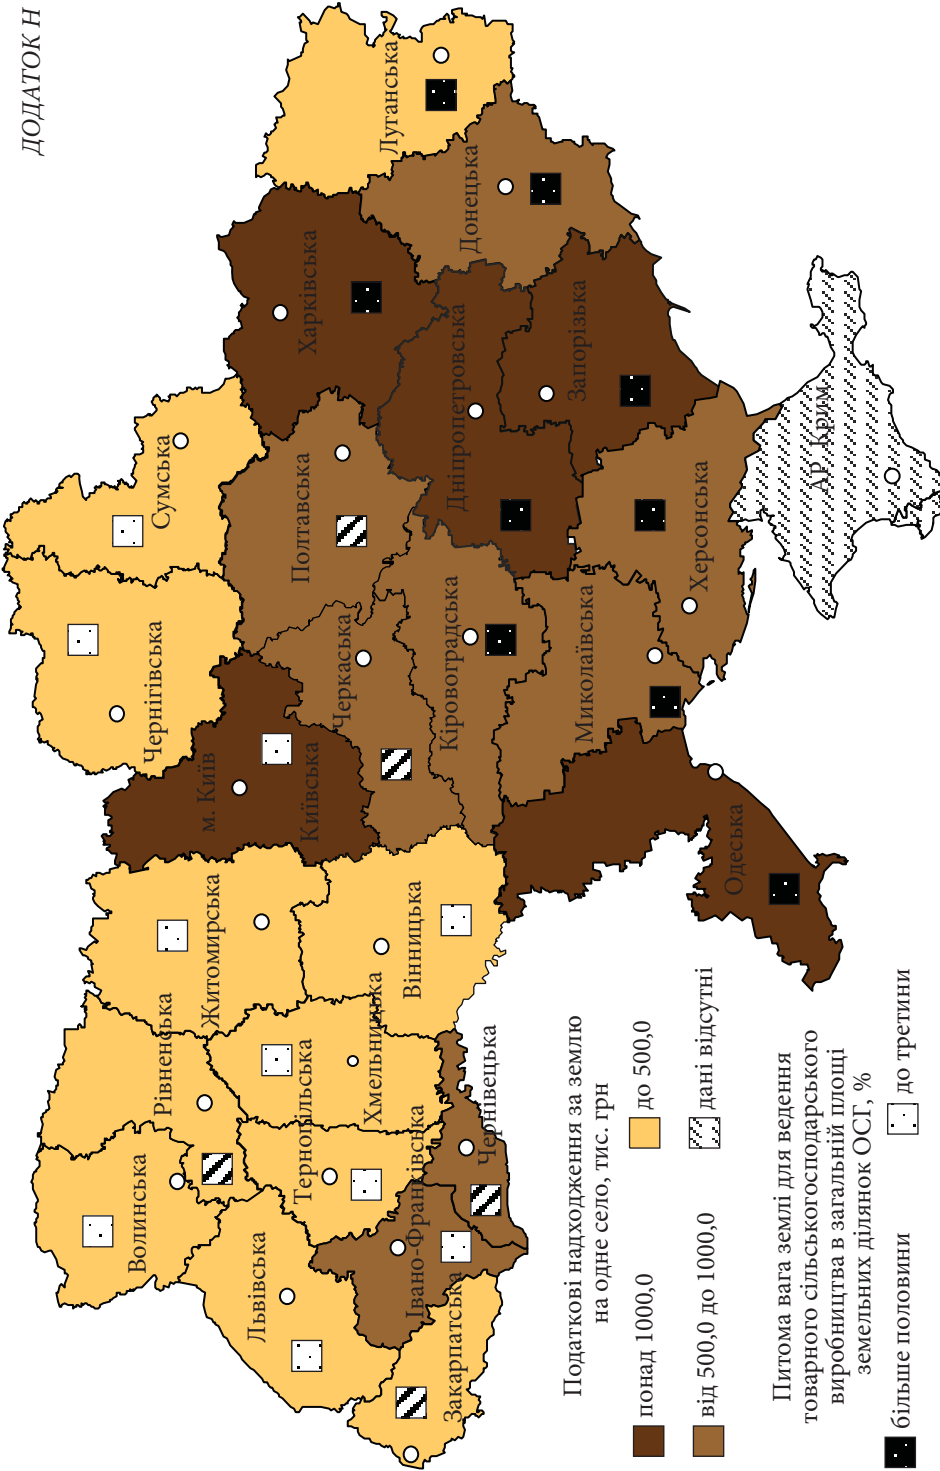 ДОДАТОК Н
Чернігівська
Сумська
Волинська
Рівненська
Житомирська
м. Київ
Київська
Полтавська
Харківська
Луганська
Львівська
Тернопільська
Хмельницька
Вінницька
Черкаська
Кіровоградська
Дніпропетровська
Донецька
Закарпатська
Івано-Франківська
Чернівецька
Миколаївська
Запорізька
Одеська
Херсонська
АР Крим
Податкові надходження за землю
на одне село, тис. грн
понад 1000,0
до 500,0
від 500,0 до 1000,0
дані відсутні
Питома вага землі для ведення
товарного сільськогосподарського
виробництва в загальній площі
земельних ділянок ОСГ, %
більше половини
до третини